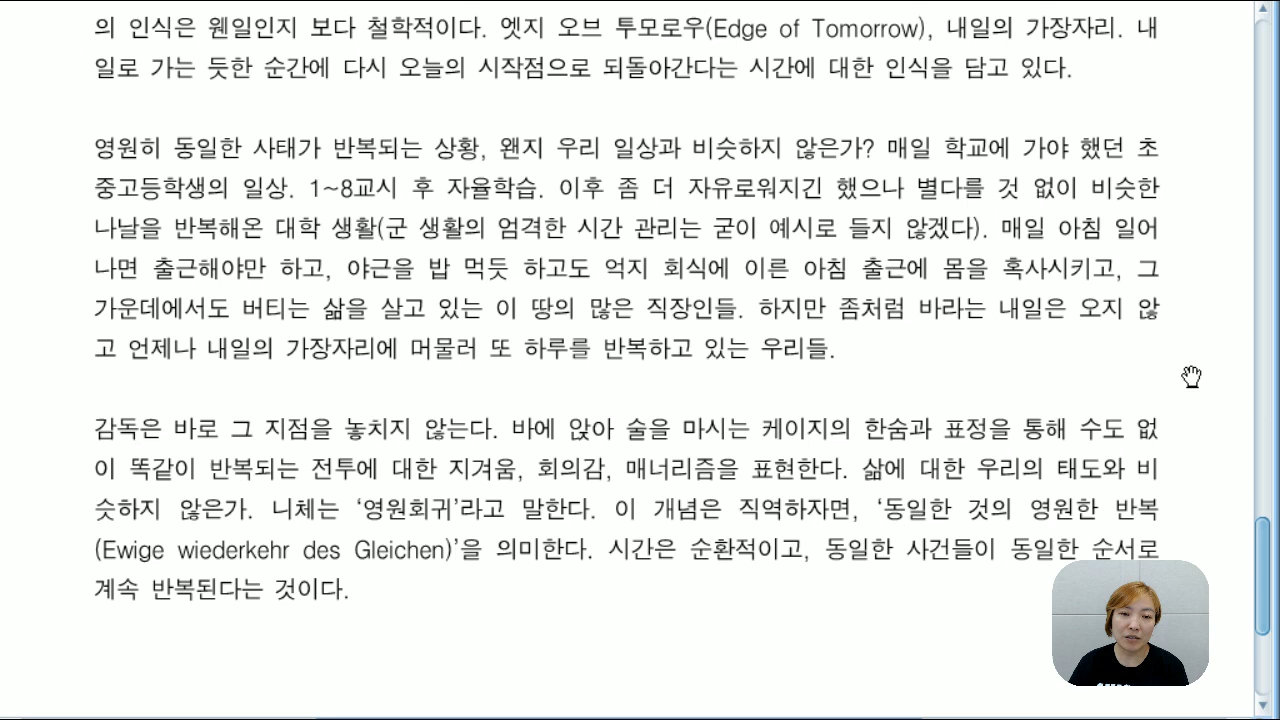 의 인식은 웬일인지 보다 철학적이다. 엣지 오브 투모로우(Edge of Tomorrow), 내일의 가장자리. 내
일로 가는 듯한 순간에 다시 오늘의 시작점으로 되돌아간다는 시간에 대한 인식을 담고 있다.
영원히 동일한 사태가 반복되는 상황, 왠지 우리 일상과 비슷하지 않은가? 매일 학교에 가야 했던 초
중고등학생의 일상. 1~8교시 후 자율학습. 이후 좀 더 자유로워지긴 했으나 별다를 것 없이 비슷한
나날을 반복해온 대학 생활(군 생활의 엄격한 시간 관리는 굳이 예시로 들지 않겠다). 매일 아침 일어
나면 출근해야만 하고, 야근을 밥 먹듯 하고도 억지 회식에 이른 아침 출근에 몸을 혹사시키고, 그
가운데에서도 버티는 삶을 살고 있는 이 땅의 많은 직장인들. 하지만 좀처럼 바라는 내일은 오지 않
고 언제나 내일의 가장자리에 머물러 또 하루를 반복하고 있는 우리들.
감독은 바로 그 지점을 놓치지 않는다. 바에 앉아 술을 마시는 케이지의 한숨과 표정을 통해 수도 없
이 똑같이 반복되는 전투에 대한 지겨움, 회의감, 매너리즘을 표현한다. 삶에 대한 우리의 태도와 비
슷하지 않은가. 니체는 ‘영원회귀’라고 말한다. 이 개념은 직역하자면, ‘동일한 것의 영원한 반복
(Ewige wiederkehr des Gleichen)’을 의미한다. 시간은 순환적이고, 동일한 사건들이 동일한 순서로
계속 반복된다는 것이다.